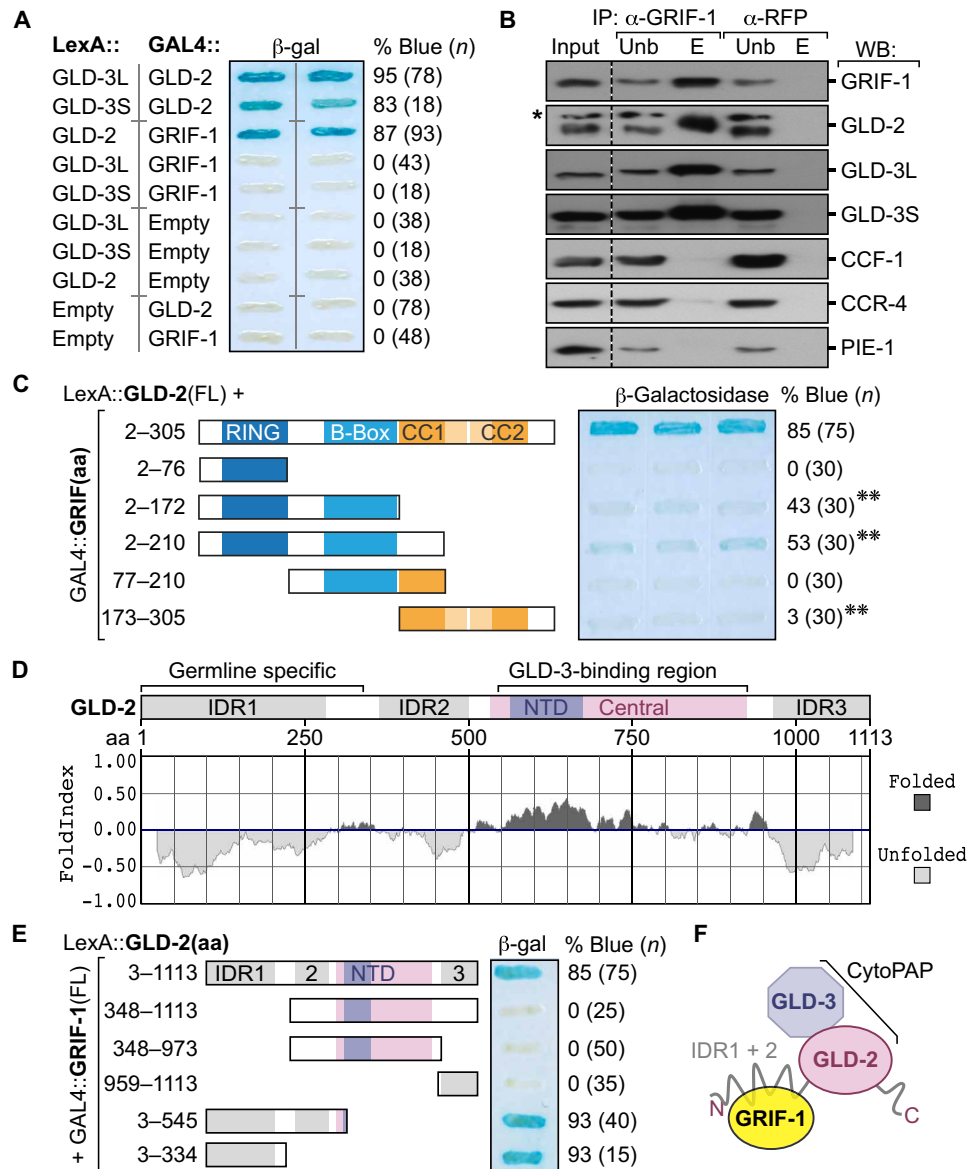 A
LexA:: GAL4:: β-gal % Blue (n)
GLD-3L GLD-2 95 (78)
GLD-3S GLD-2 83 (18)
GLD-2 GRIF-1 87 (93)
GLD-3L GRIF-1 0 (43)
GLD-3S GRIF-1 0 (18)
GLD-3L Empty 0 (38)
GLD-3S Empty 0 (18)
GLD-2 Empty 0 (38)
Empty GLD-2 0 (78)
Empty GRIF-1 0 (48)
B
IP: α-GRIF-1 α-RFP
Input Unb E Unb E WB:
GRIF-1
* GLD-2
GLD-3L
GLD-3S
CCF-1
CCR-4
PIE-1
C
LexA::GLD-2(FL) +
β-Galactosidase % Blue (n)
GAL4::GRIF(aa)
2–305 RING B-Box CC1 CC2 85 (75)
2–76 0 (30)
2–172 43 (30)**
2–210 53 (30)**
77–210 0 (30)
173–305 3 (30)**
D
Germline specific GLD-3-binding region
GLD-2 IDR1 IDR2 NTD Central IDR3
aa 1 250 500 750 1000 1113
FoldIndex
1.00
0.50
0.00
-0.50
-1.00
Folded
Unfolded
E
LexA::GLD-2(aa)
β-gal % Blue (n)
+ GAL4::GRIF-1(FL)
3–1113 IDR1 2 NTD 3 85 (75)
348–1113 0 (25)
348–973 0 (50)
959–1113 0 (35)
3–545 93 (40)
3–334 93 (15)
F
CytoPAP
GLD-3
IDR1 + 2
GLD-2
N
GRIF-1
C